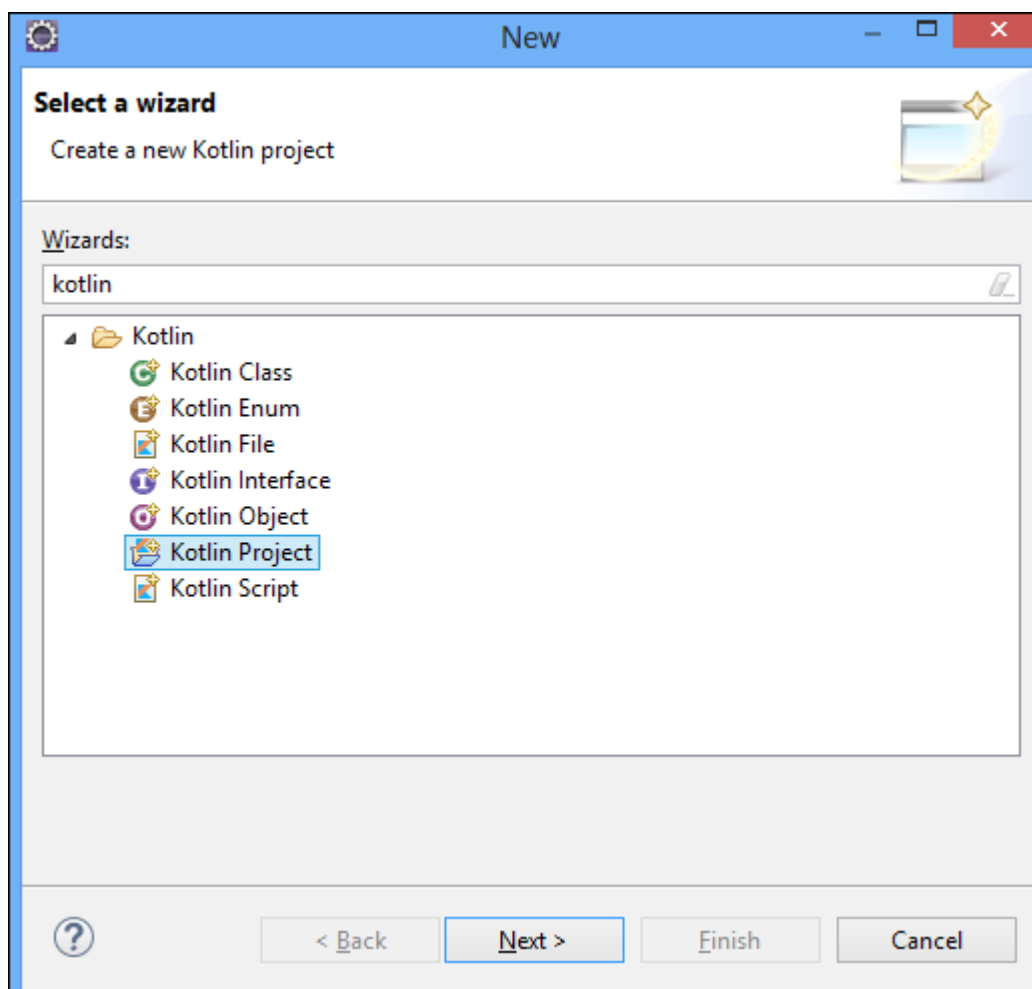 New
Select a wizard
Create a new Kotlin project
Wizards:
kotlin
Kotlin
Kotlin Class
Kotlin Enum
Kotlin File
Kotlin Interface
Kotlin Object
Kotlin Project
Kotlin Script
< Back Next > Finish Cancel